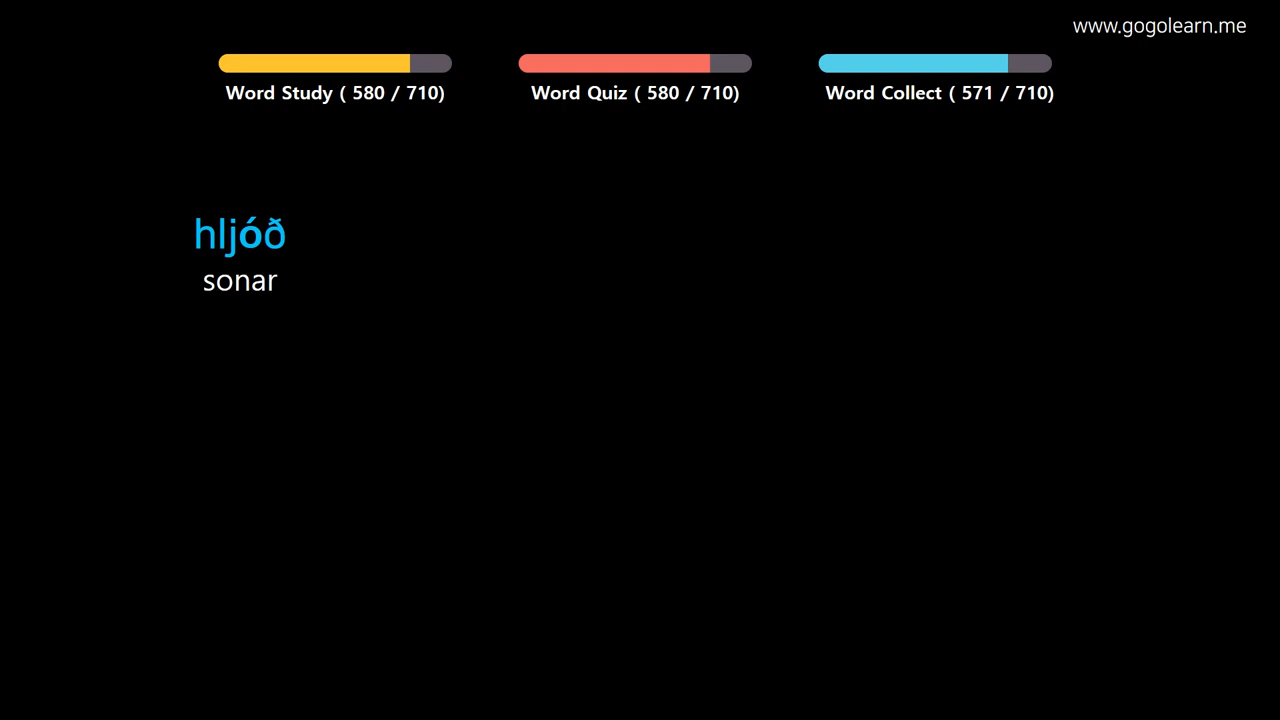 www.gogolearn.me
Word Study ( 580 / 710)
Word Quiz ( 580 / 710)
Word Collect ( 571 / 710)
hljóð
sonar